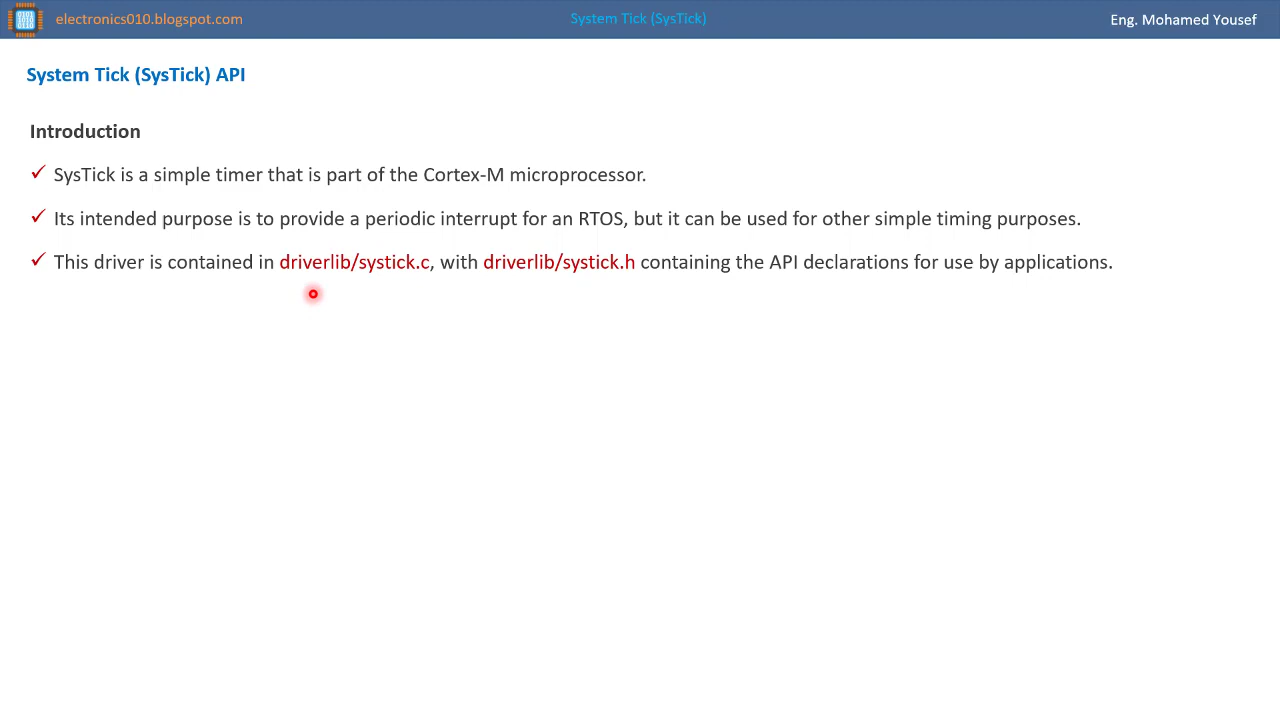 electronics010.blogspot.com
System Tick (SysTick)
Eng. Mohamed Yousef
System Tick (SysTick) API
Introduction
✓ SysTick is a simple timer that is part of the Cortex-M microprocessor.
✓ Its intended purpose is to provide a periodic interrupt for an RTOS, but it can be used for other simple timing purposes.
✓ This driver is contained in driverlib/systick.c, with driverlib/systick.h containing the API declarations for use by applications.